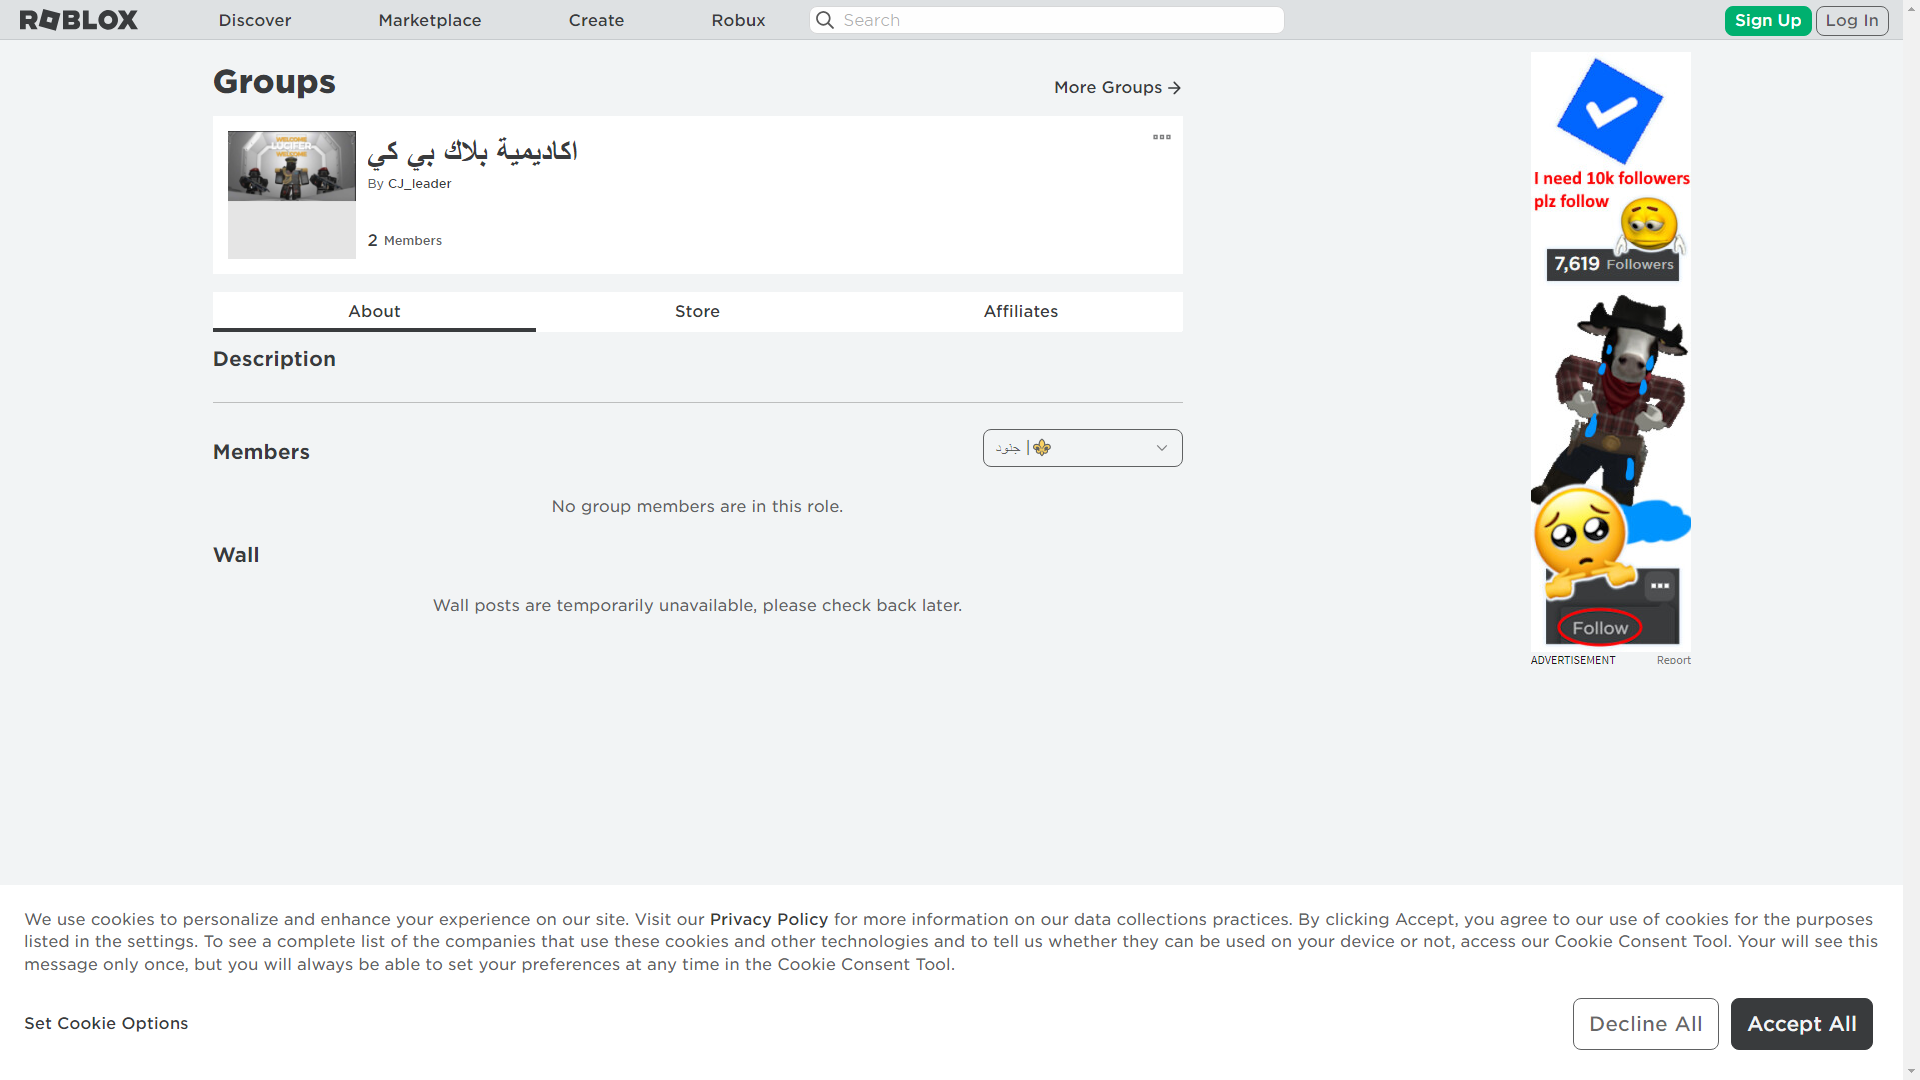 ROBLOX
Discover
Marketplace
Create
Robux
Search
Sign Up
Log In
Groups
More Groups
WELCOME
LUCIFER
WELCOME
اكاديمية بلاك بي كي
By CJ_leader
2 Members
About
Store
Affiliates
Description
Members
جنود |
No group members are in this role.
Wall
Wall posts are temporarily unavailable, please check back later.
I need 10k followers
plz follow
7,619 Followers
Follow
ADVERTISEMENT
Report
We use cookies to personalize and enhance your experience on our site. Visit our Privacy Policy for more information on our data collections practices. By clicking Accept, you agree to our use of cookies for the purposes
listed in the settings. To see a complete list of the companies that use these cookies and other technologies and to tell us whether they can be used on your device or not, access our Cookie Consent Tool. Your will see this
message only once, but you will always be able to set your preferences at any time in the Cookie Consent Tool.
Set Cookie Options
Decline All
Accept All